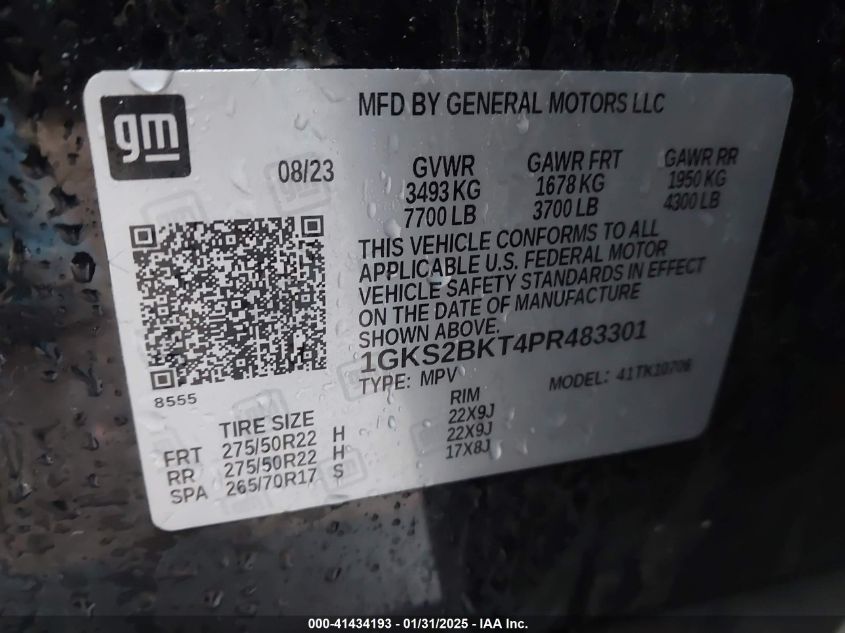 gm
MFD BY GENERAL MOTORS LLC
08/23
GVWR GAWR FRT GAWR RR
3493 KG 1678 KG 1950 KG
7700 LB 3700 LB 4300 LB
THIS VEHICLE CONFORMS TO ALL
APPLICABLE U.S. FEDERAL MOTOR
VEHICLE SAFETY STANDARDS IN EFFECT
ON THE DATE OF MANUFACTURE
SHOWN ABOVE.
1GKS2BKT4PR483301
TYPE: MPV MODEL: 41TK10706
8555
TIRE SIZE RIM
FRT 275/50R22 H 22X9J
RR 275/50R22 H 22X9J
SPA 265/70R17 S 17X8J
000-41434193 - 01/31/2025 - IAA Inc.